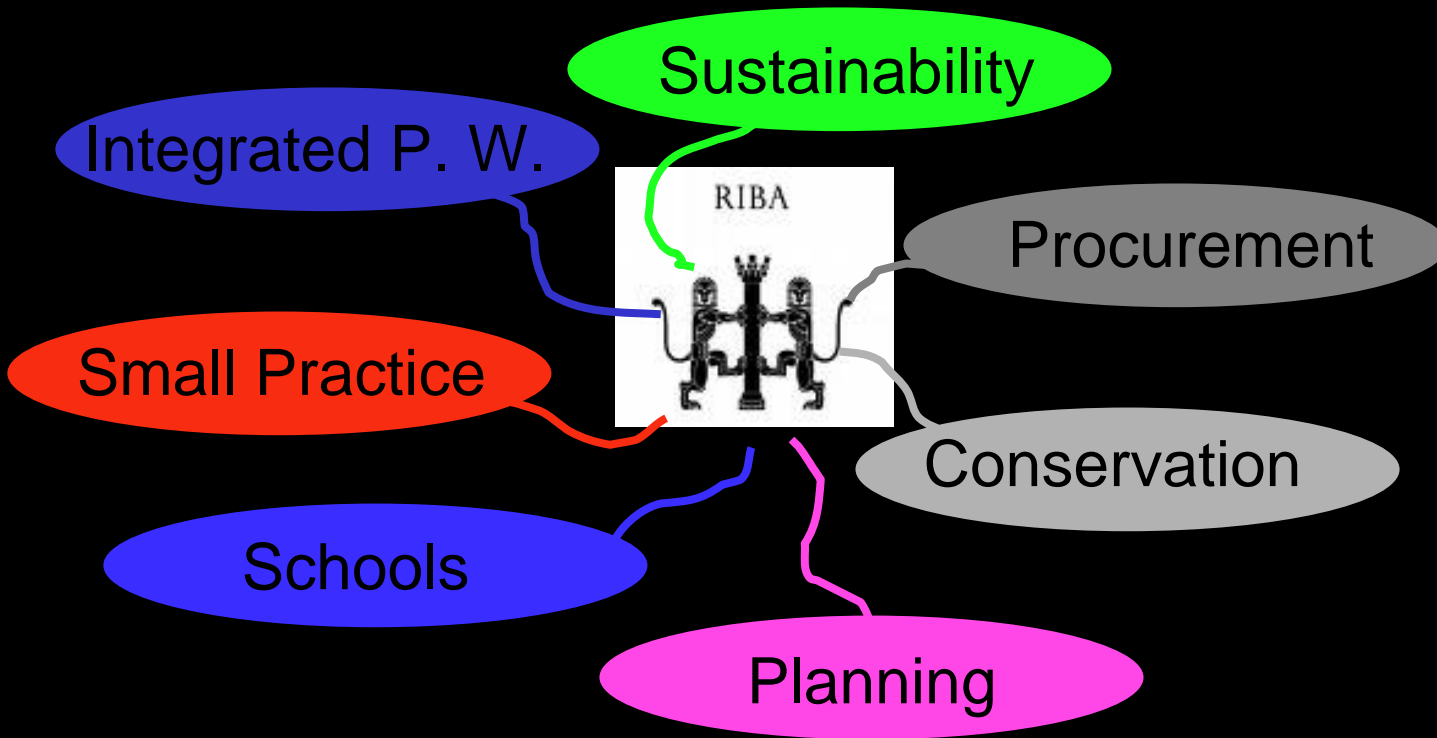 Sustainability
Integrated P. W.
RIBA
Procurement
Small Practice
Conservation
Schools
Planning